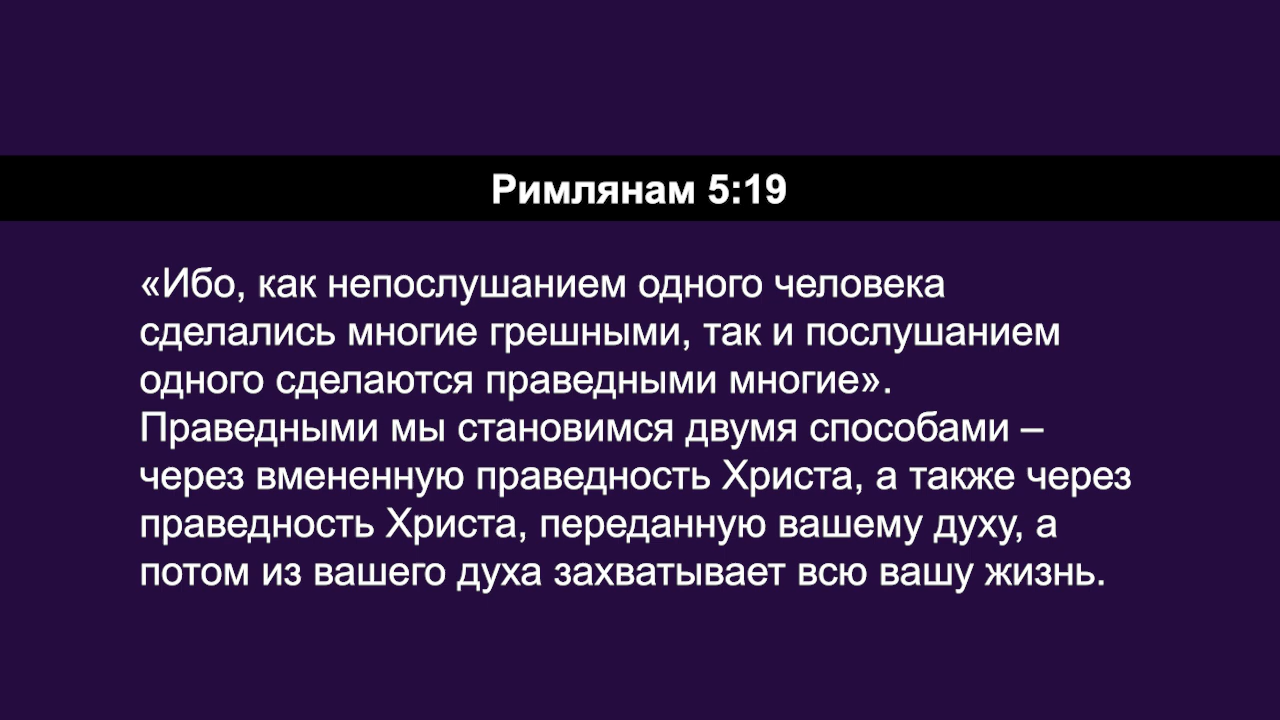 Римлянам 5:19
«Ибо, как непослушанием одного человека
сделались многие грешными, так и послушанием
одного сделаются праведными многие».
Праведными мы становимся двумя способами –
через вмененную праведность Христа, а также через
праведность Христа, переданную вашему духу, а
потом из вашего духа захватывает всю вашу жизнь.